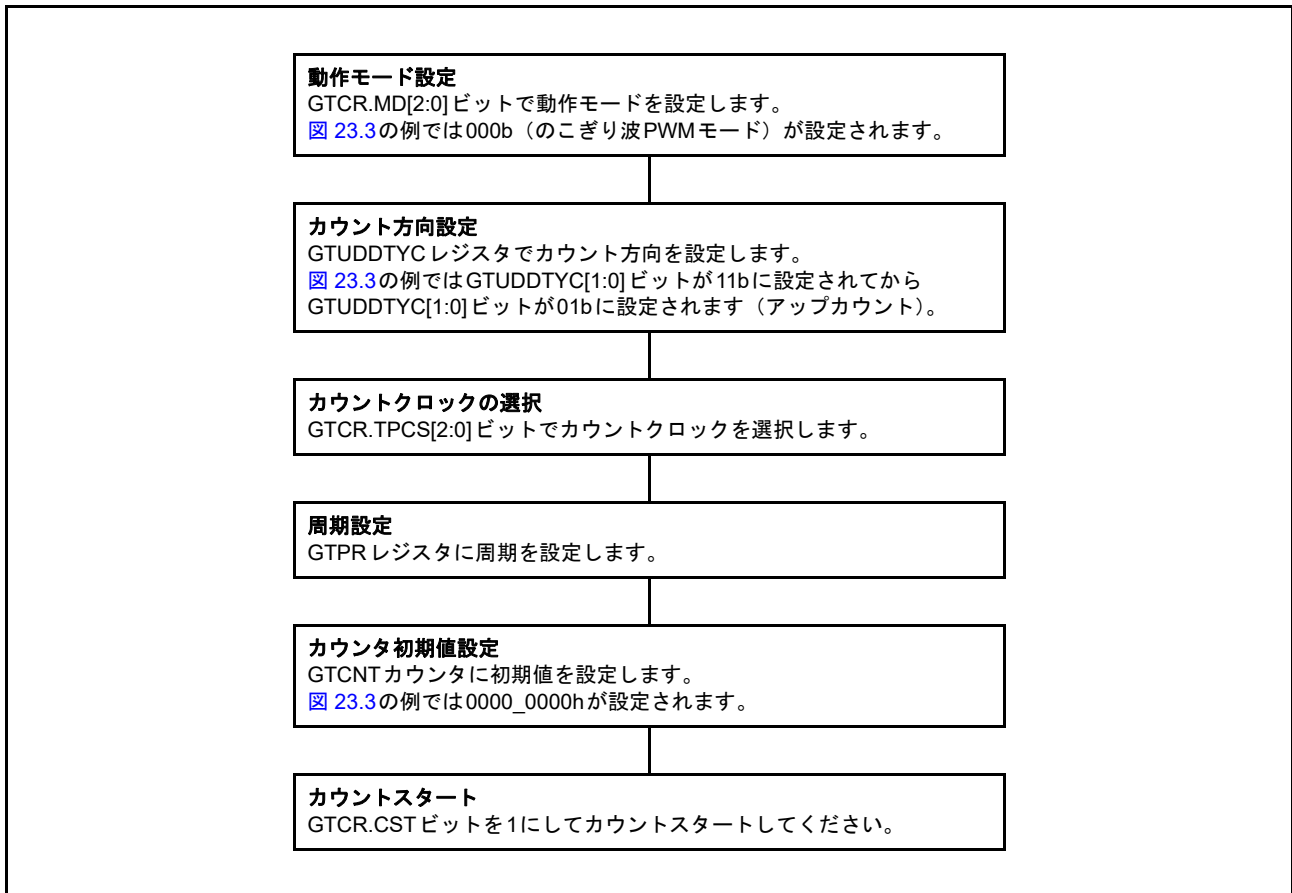 動作モード設定
GTCR.MD[2:0]ビットで動作モードを設定します。
図 23.3の例では000b（のこぎり波PWMモード）が設定されます。
カウント方向設定
GTUDDTYCレジスタでカウント方向を設定します。
図 23.3の例ではGTUDDTYC[1:0]ビットが11bに設定されてから
GTUDDTYC[1:0]ビットが01bに設定されます（アップカウント）。
カウントクロックの選択
GTCR.TPCS[2:0]ビットでカウントクロックを選択します。
周期設定
GTPRレジスタに周期を設定します。
カウンタ初期値設定
GTCNTカウンタに初期値を設定します。
図 23.3の例では0000_0000hが設定されます。
カウントスタート
GTCR.CSTビットを1にしてカウントスタートしてください。